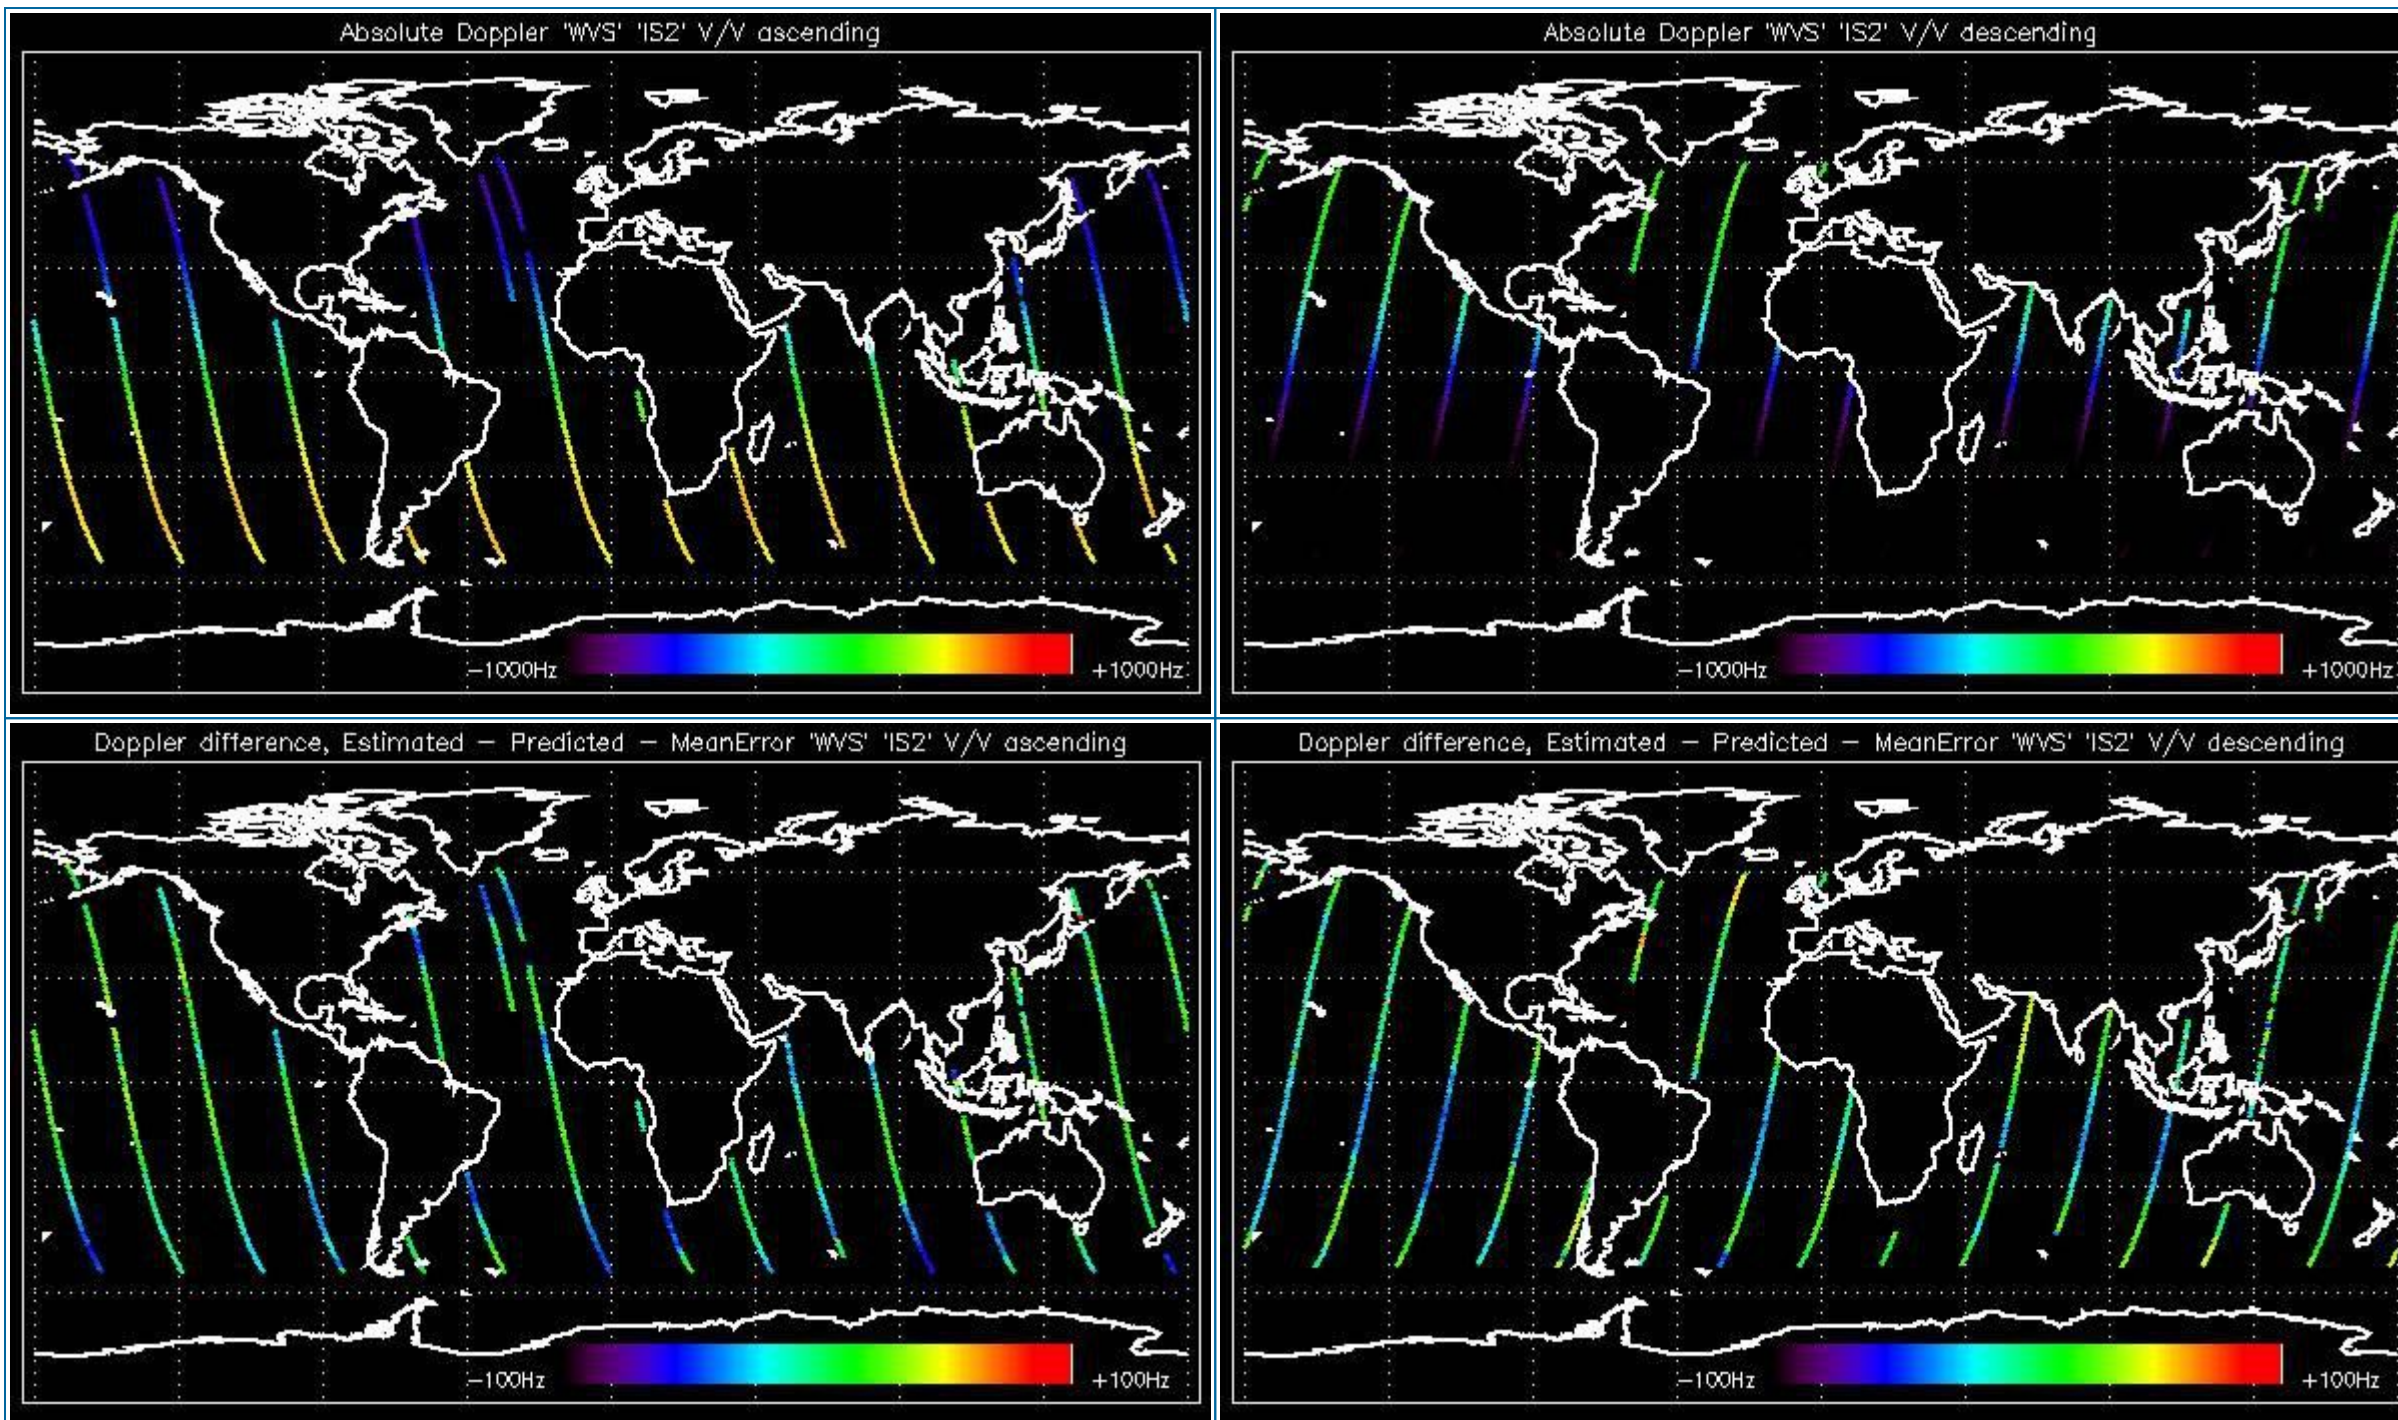 Absolute Doppler 'WVS' 'IS2' V/V ascending
-1000Hz +1000Hz
Absolute Doppler 'WVS' 'IS2' V/V descending
-1000Hz +1000Hz
Doppler difference, Estimated - Predicted - MeanError 'WVS' 'IS2' V/V ascending
-100Hz +100Hz
Doppler difference, Estimated - Predicted - MeanError 'WVS' 'IS2' V/V descending
-100Hz +100Hz